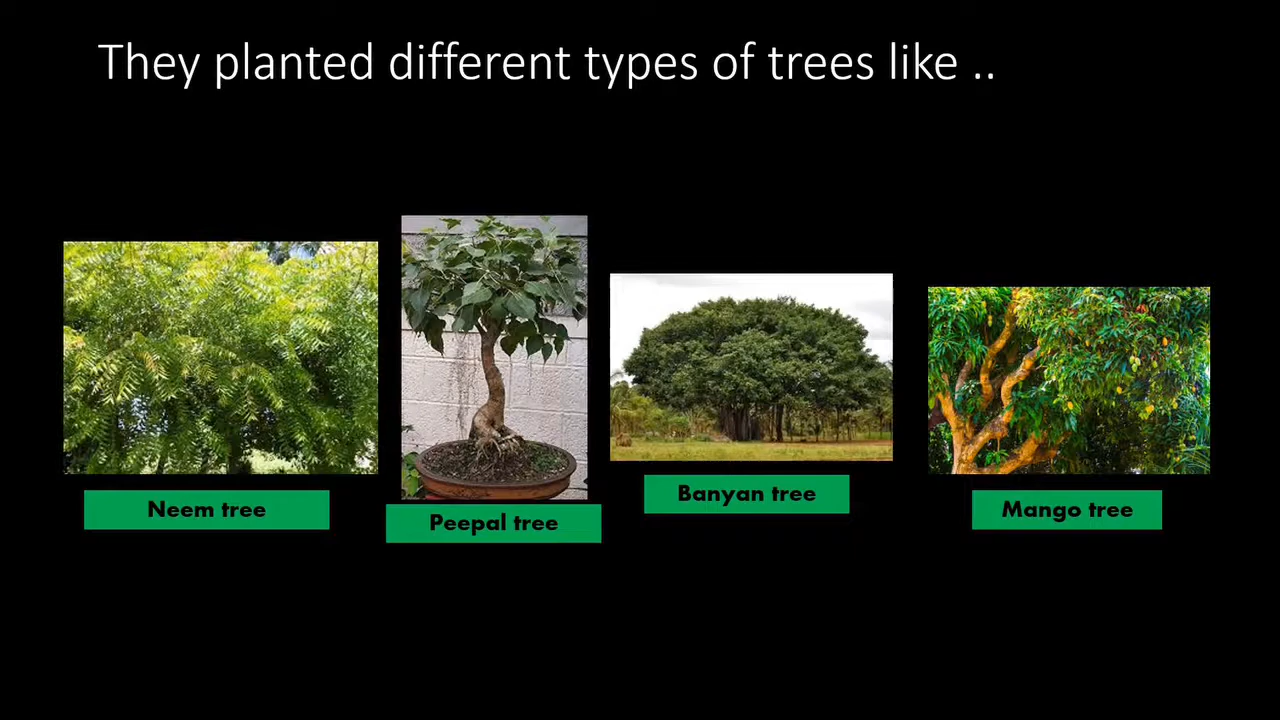 They planted different types of trees like ..
Neem tree
Peepal tree
Banyan tree
Mango tree